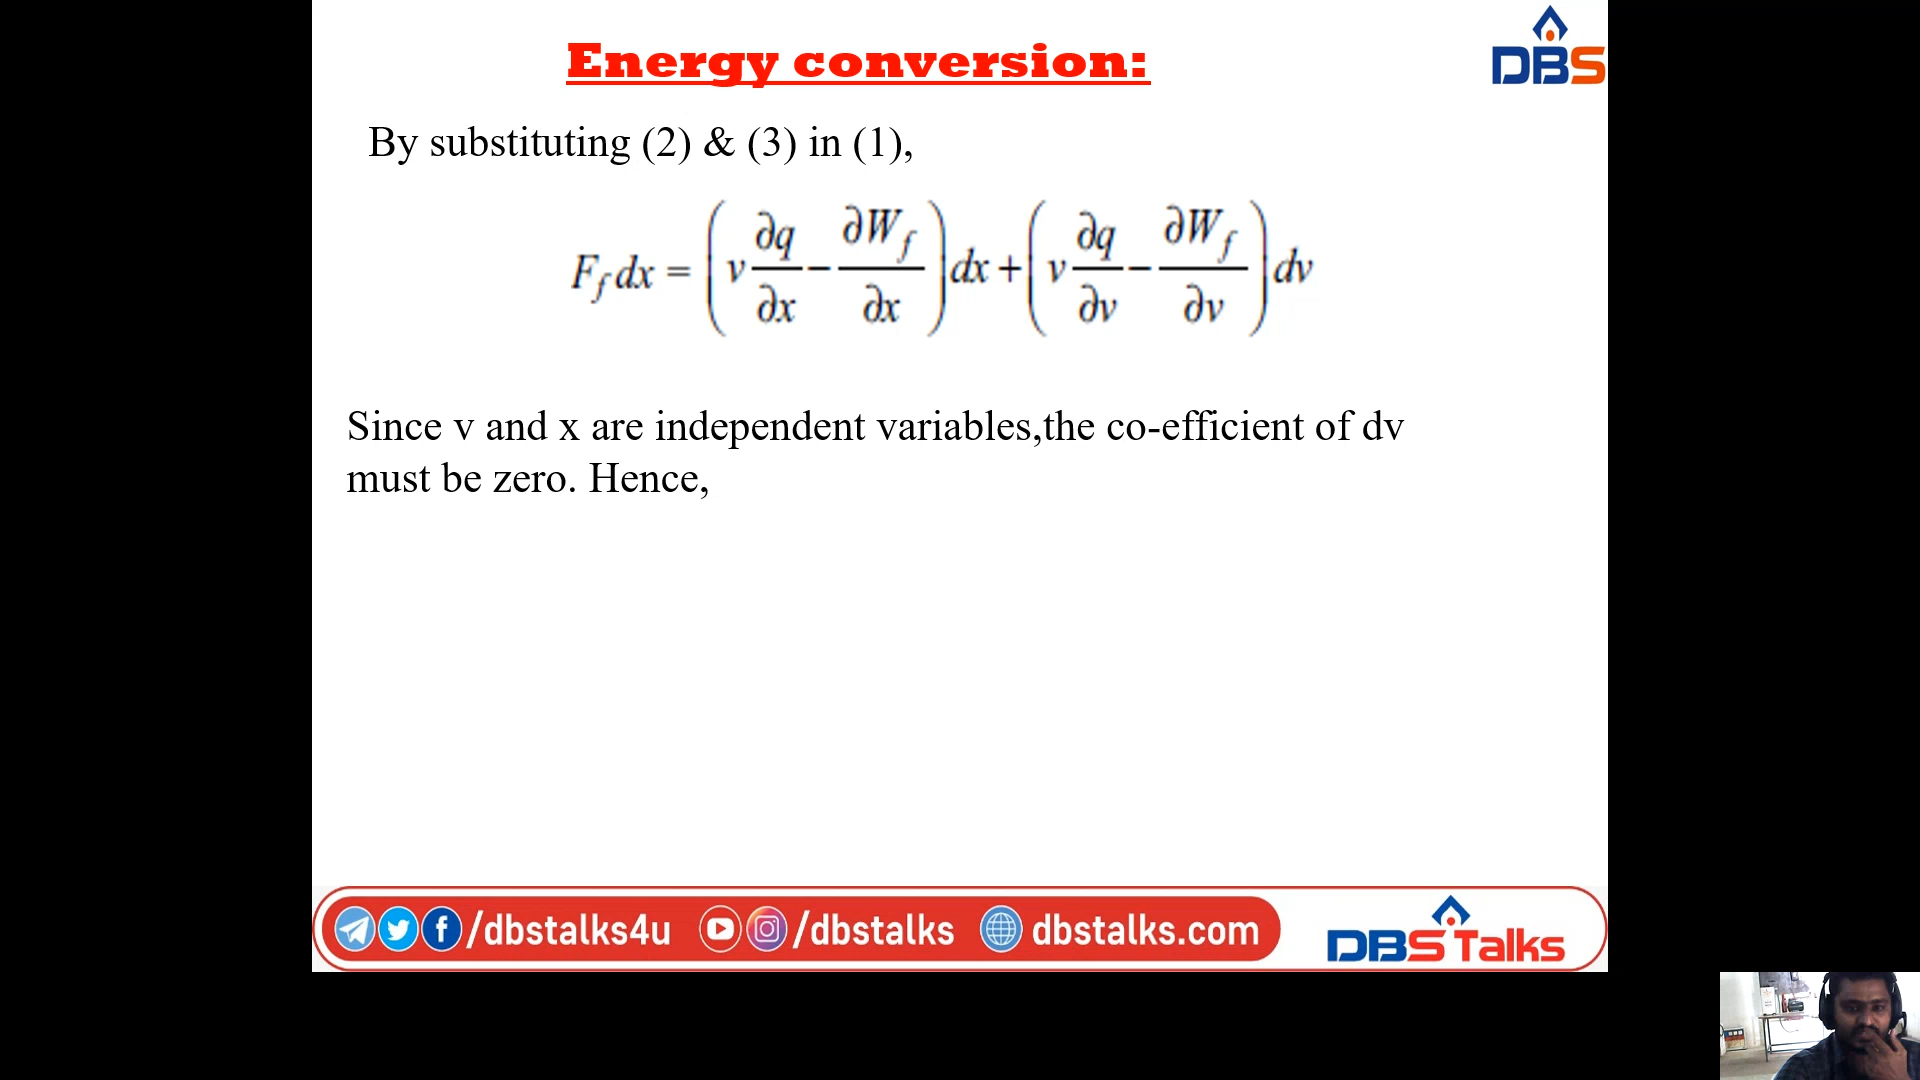 Energy conversion:
DBS
By substituting (2) & (3) in (1),
F_f dx = ( v ∂q/∂x − ∂W_f/∂x ) dx + ( v ∂q/∂v − ∂W_f/∂v ) dv
Since v and x are independent variables,the co-efficient of dv
must be zero. Hence,
/dbstalks4u /dbstalks dbstalks.com DBS Talks